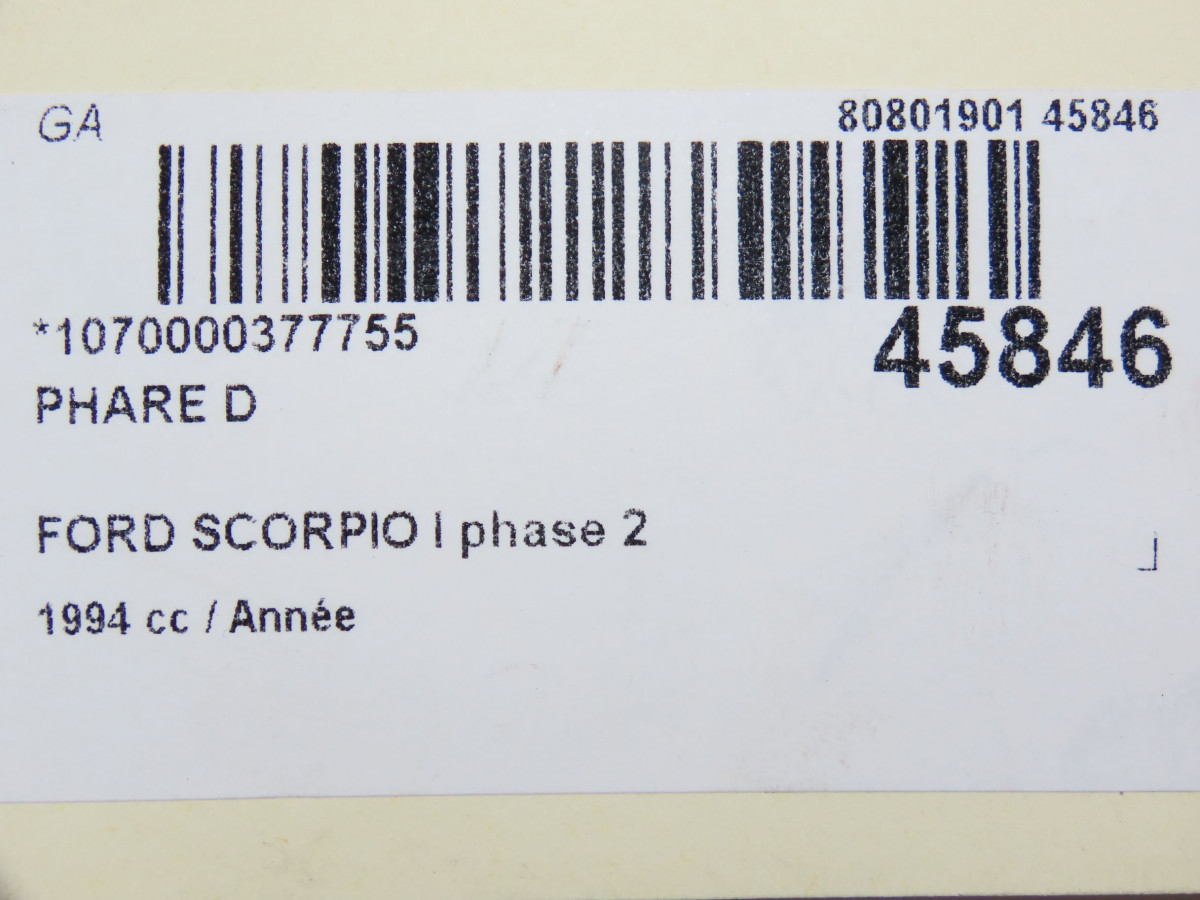 GA
80801901 45846
*1070000377755
45846
PHARE D
FORD SCORPIO I phase 2
1994 cc / Année